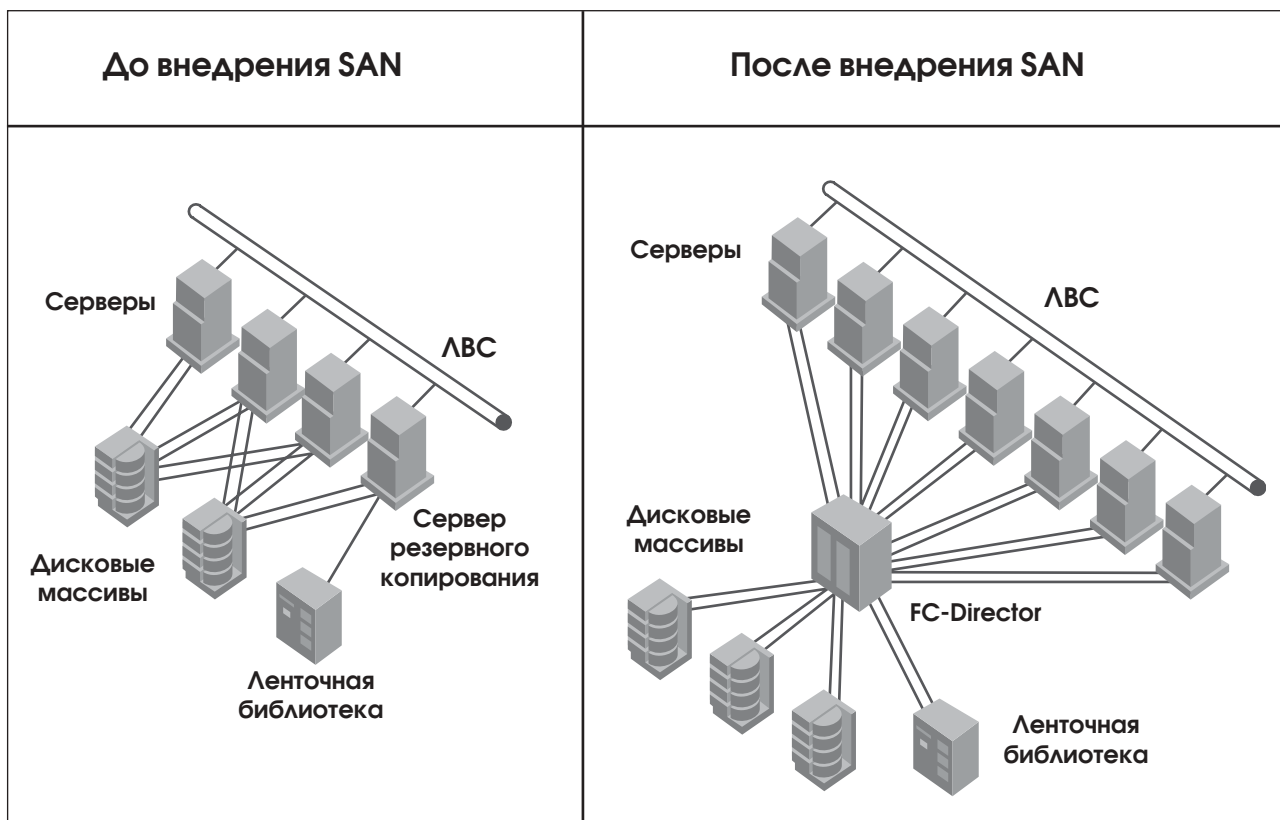 До внедрения SAN
После внедрения SAN
Серверы
ЛВС
Дисковые
массивы
Сервер
резервного
копирования
Ленточная
библиотека
Серверы
ЛВС
Дисковые
массивы
FC-Director
Ленточная
библиотека